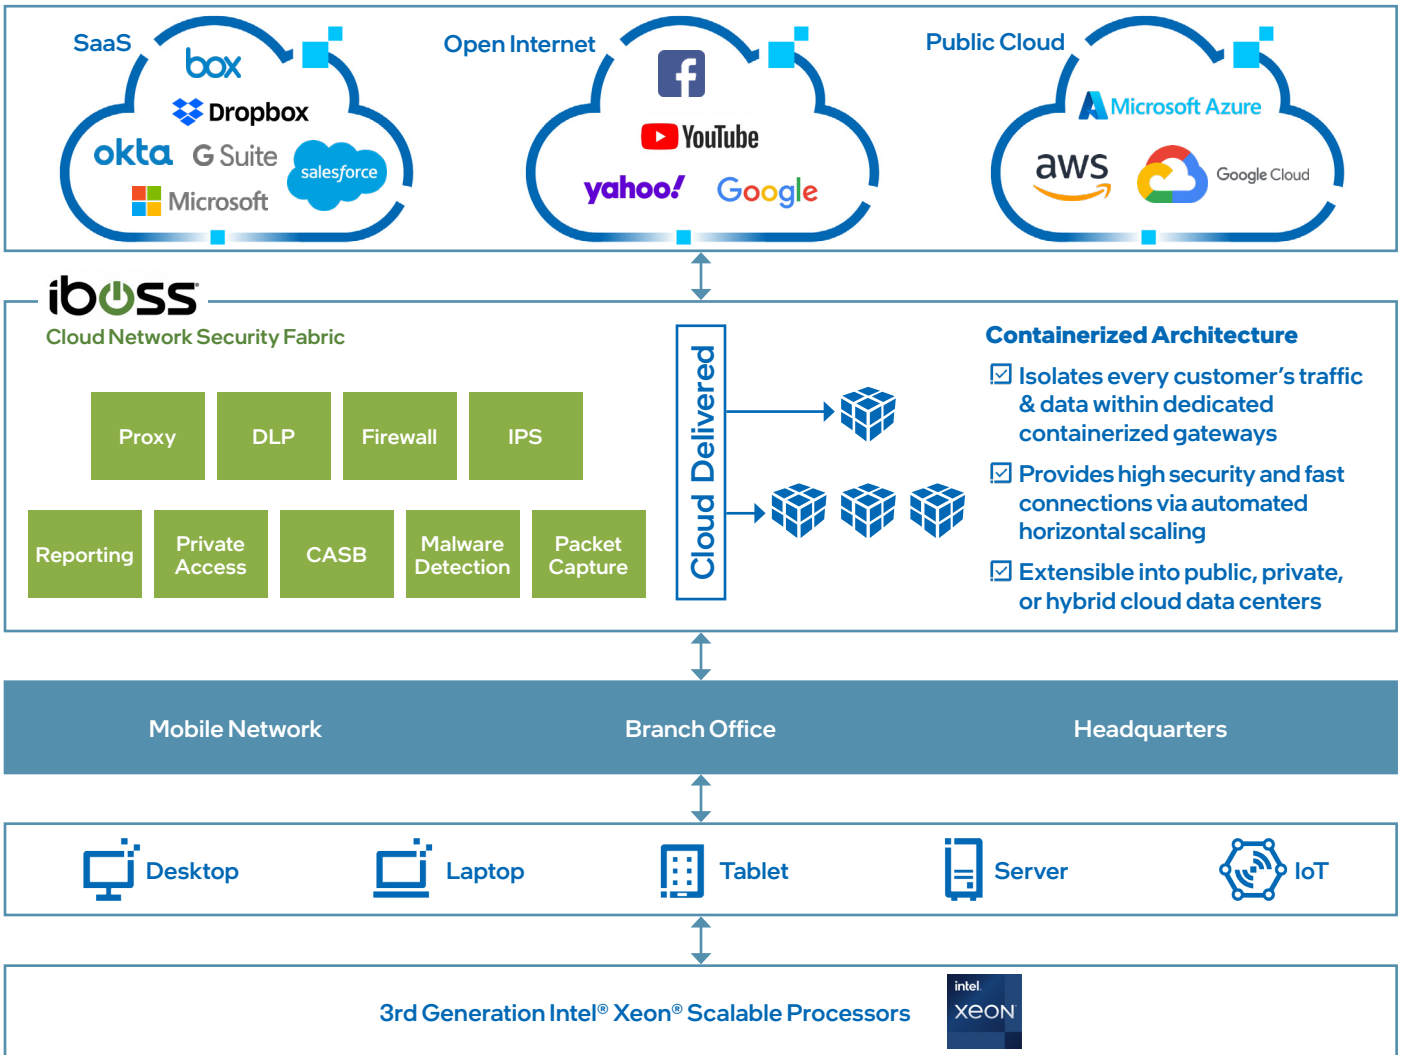 SaaS
box
Dropbox
okta
G Suite
salesforce
Microsoft
Open Internet
f
YouTube
yahoo!
Google
Public Cloud
Microsoft Azure
aws
Google Cloud
iboss
Cloud Network Security Fabric
Proxy
DLP
Firewall
IPS
Reporting
Private
Access
CASB
Malware
Detection
Packet
Capture
Cloud Delivered
Containerized Architecture
Isolates every customer's traffic
& data within dedicated
containerized gateways
Provides high security and fast
connections via automated
horizontal scaling
Extensible into public, private,
or hybrid cloud data centers
Mobile Network
Branch Office
Headquarters
Desktop
Laptop
Tablet
Server
IoT
3rd Generation Intel® Xeon® Scalable Processors
intel.
xeon